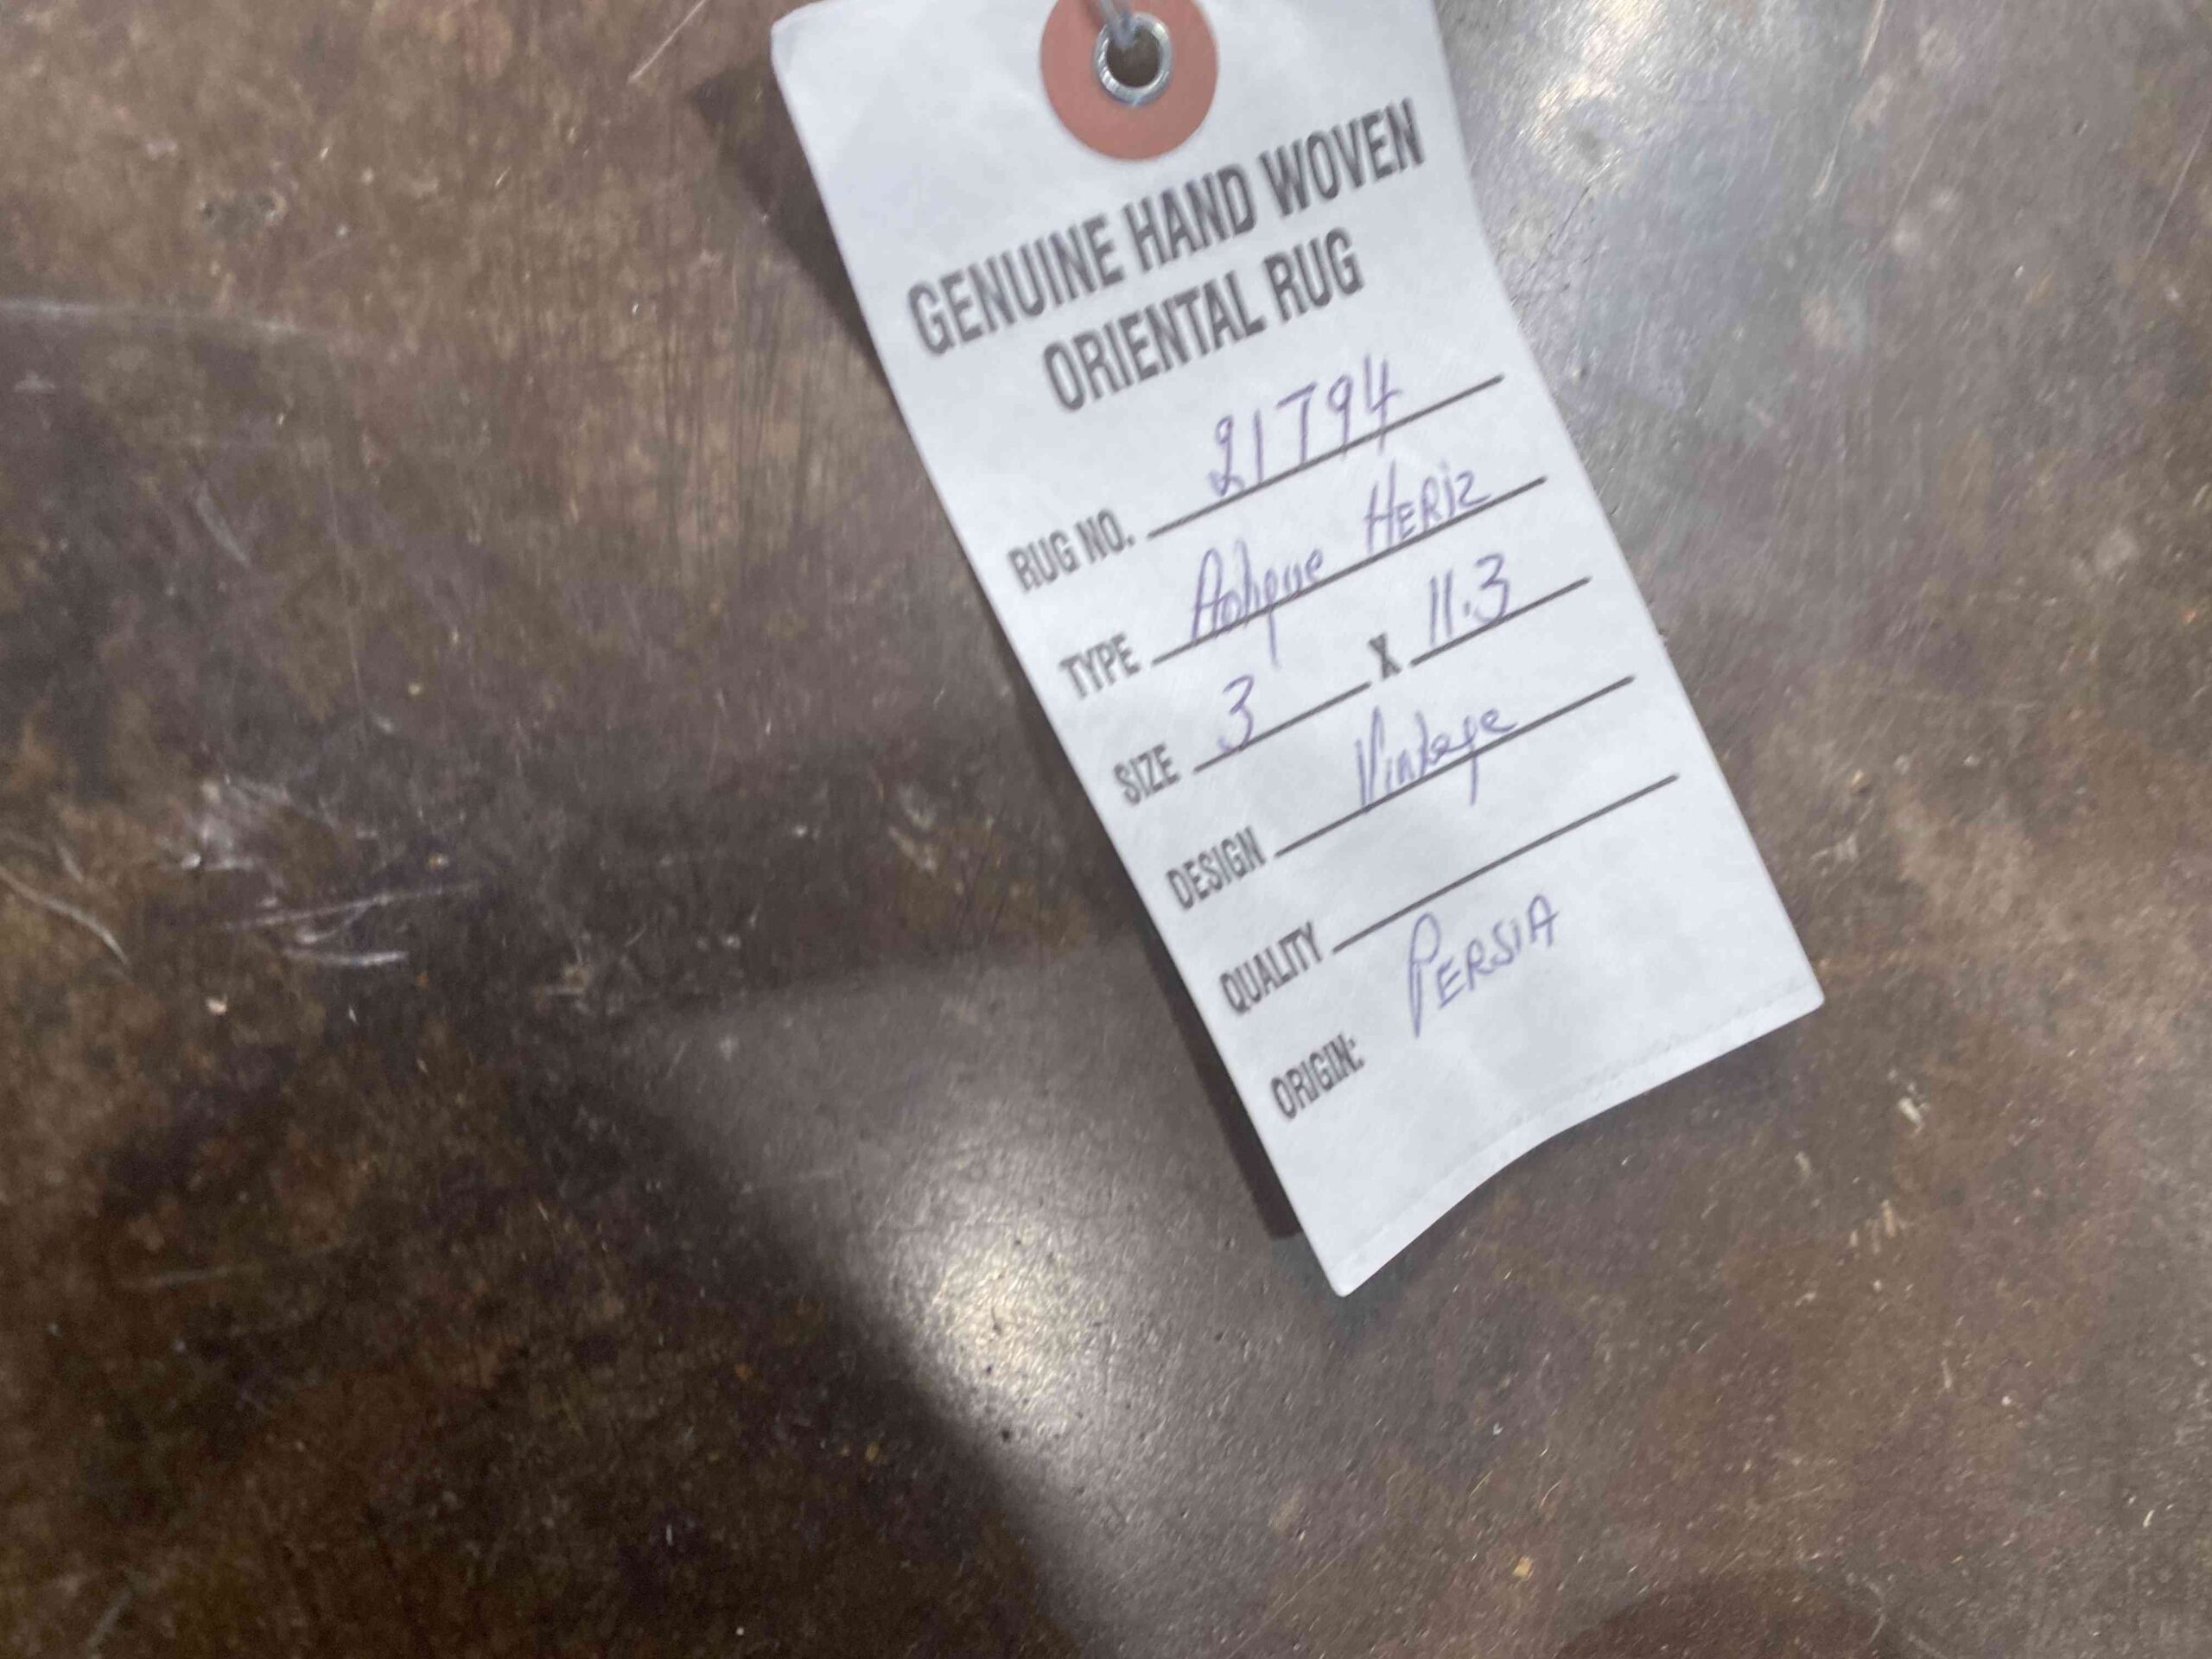 GENUINE HAND WOVEN
ORIENTAL RUG
RUG NO. 21794
TYPE Antique HERIZ
SIZE 3 X 11.3
DESIGN Vintage
QUALITY
ORIGIN: PERSIA